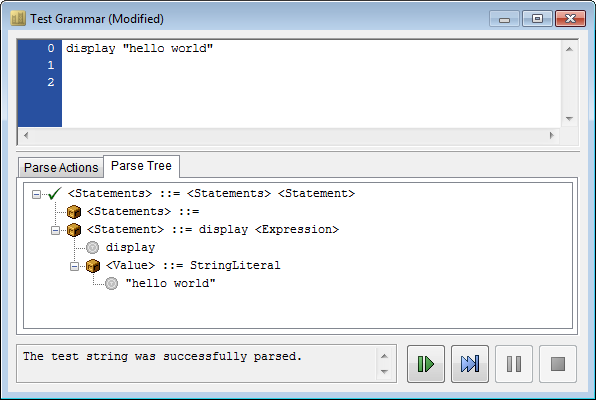 Test Grammar (Modified)
0 display "hello world"
1
2
Parse Actions Parse Tree
<Statements> ::= <Statements> <Statement>
<Statements> ::=
<Statement> ::= display <Expression>
display
<Value> ::= StringLiteral
"hello world"
The test string was successfully parsed.